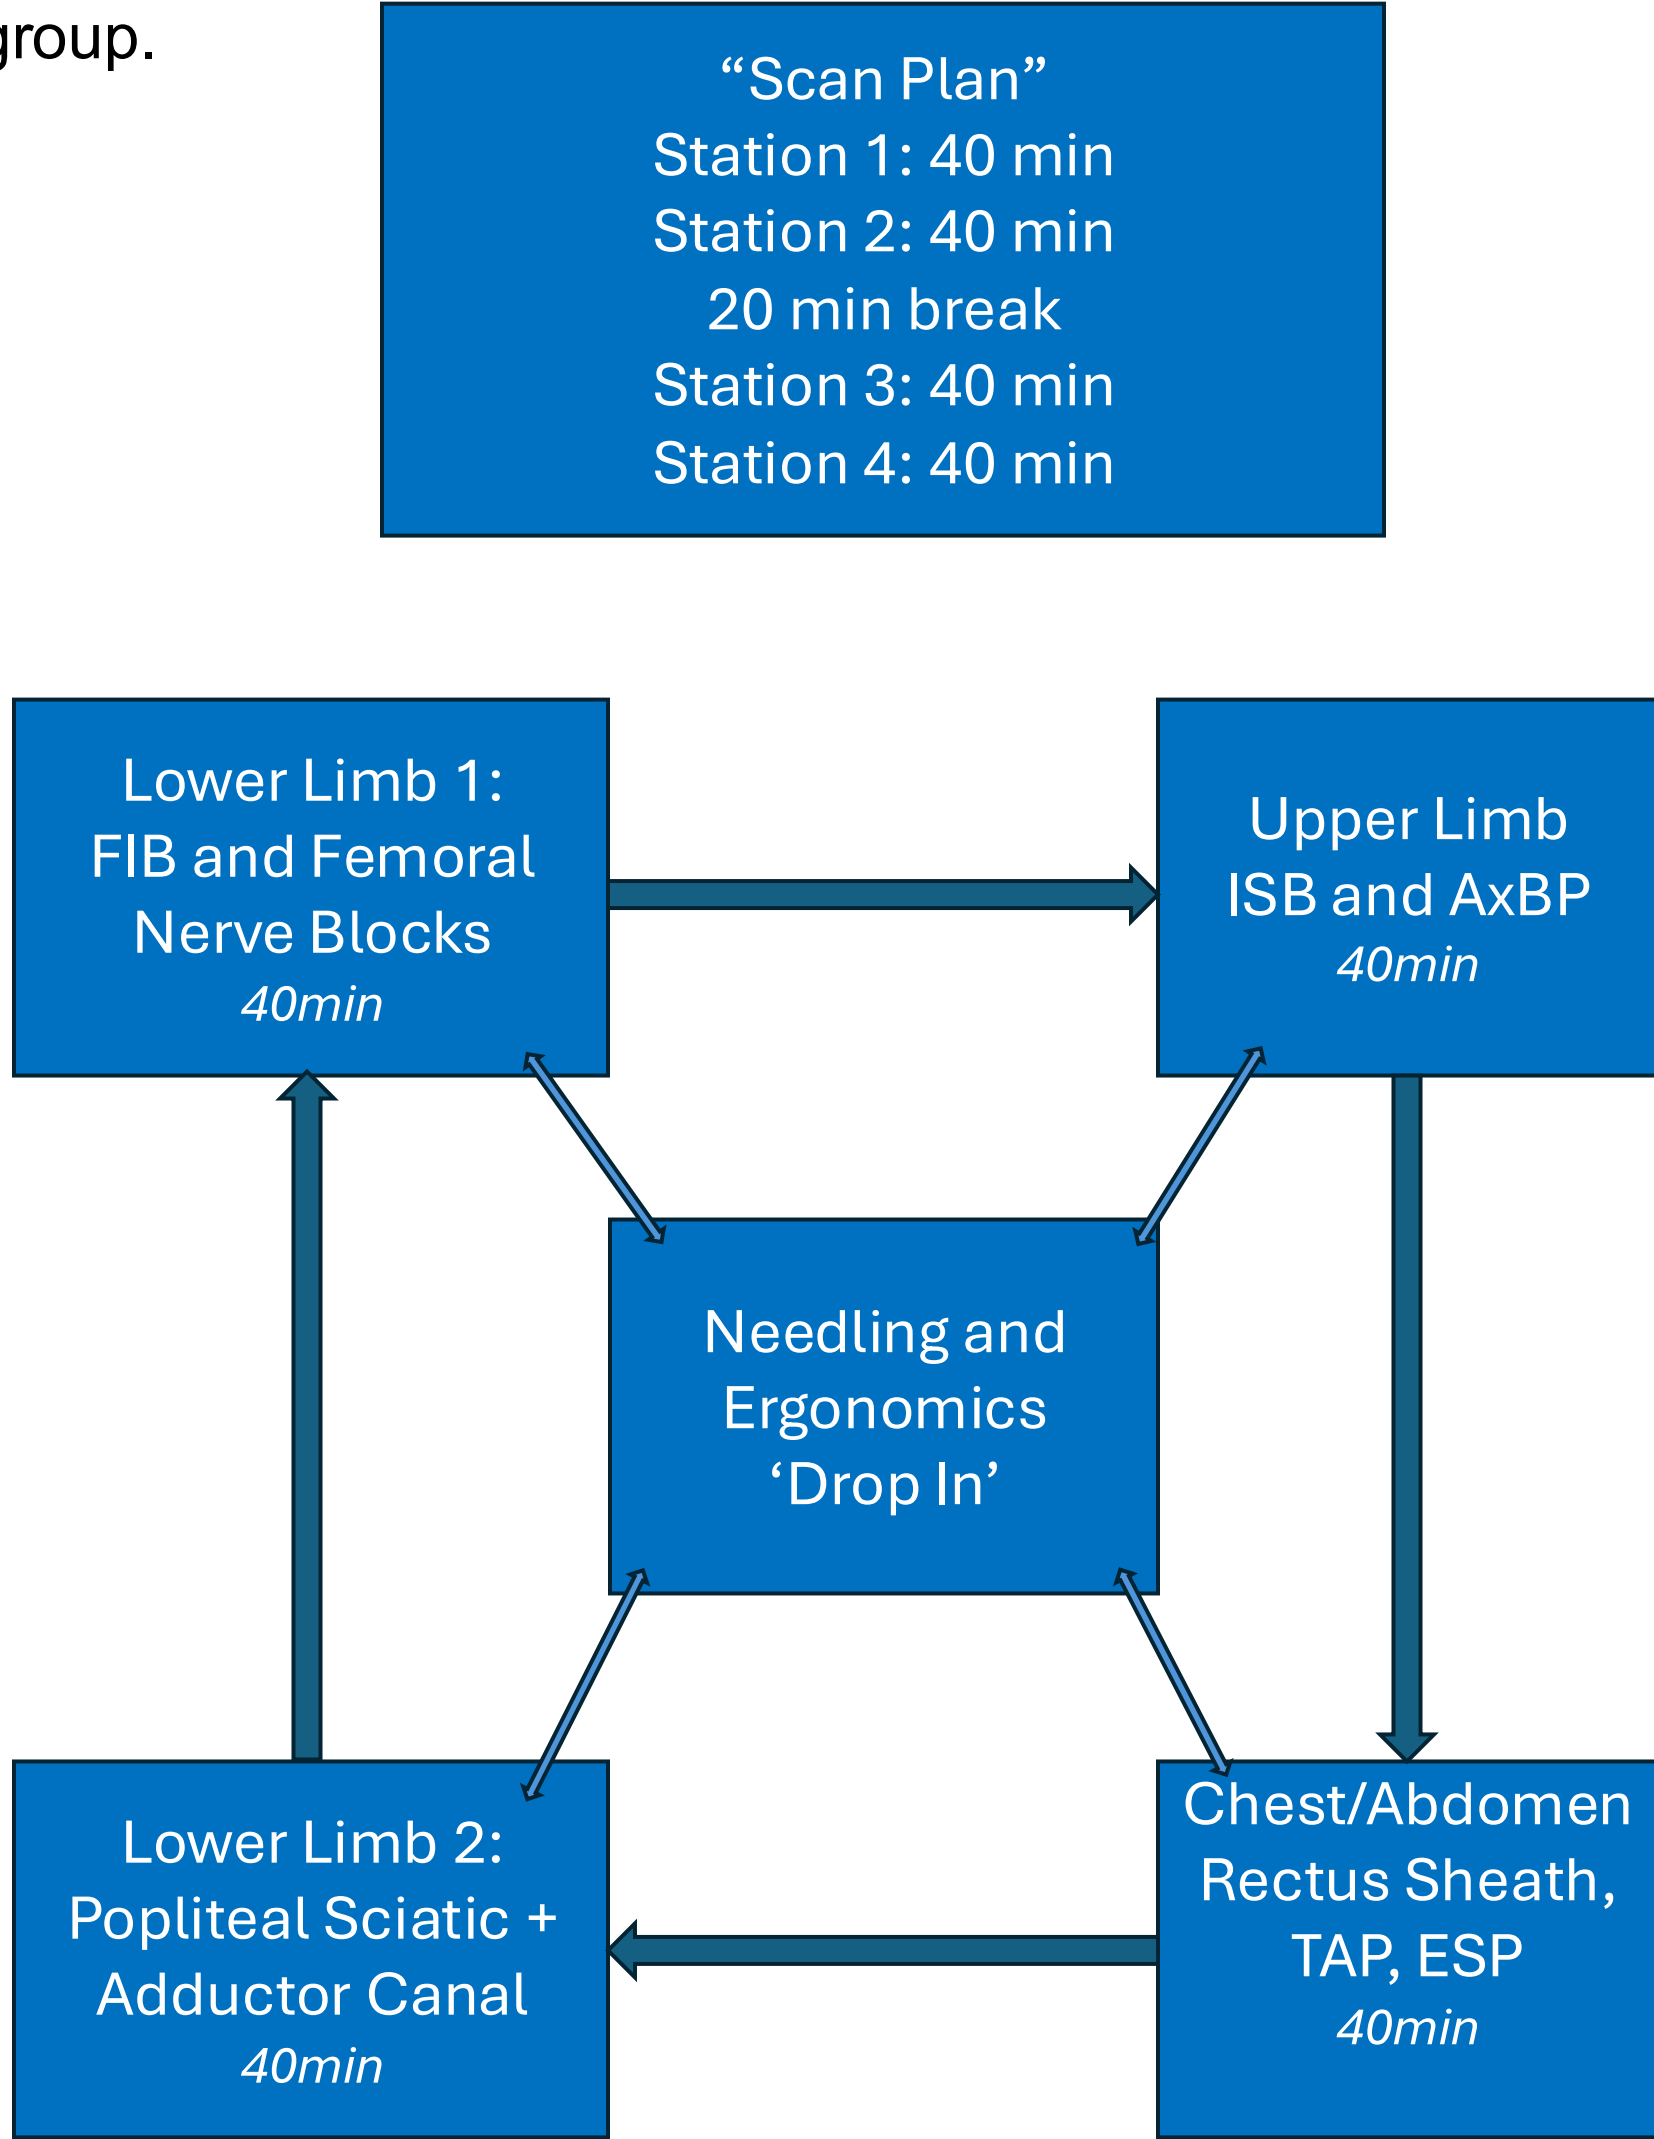 group.
“Scan Plan”
Station 1: 40 min
Station 2: 40 min
20 min break
Station 3: 40 min
Station 4: 40 min
Lower Limb 1:
FIB and Femoral
Nerve Blocks
40min
Upper Limb
ISB and AxBP
40min
Needling and
Ergonomics
‘Drop In’
Lower Limb 2:
Popliteal Sciatic +
Adductor Canal
40min
Chest/Abdomen
Rectus Sheath,
TAP, ESP
40min